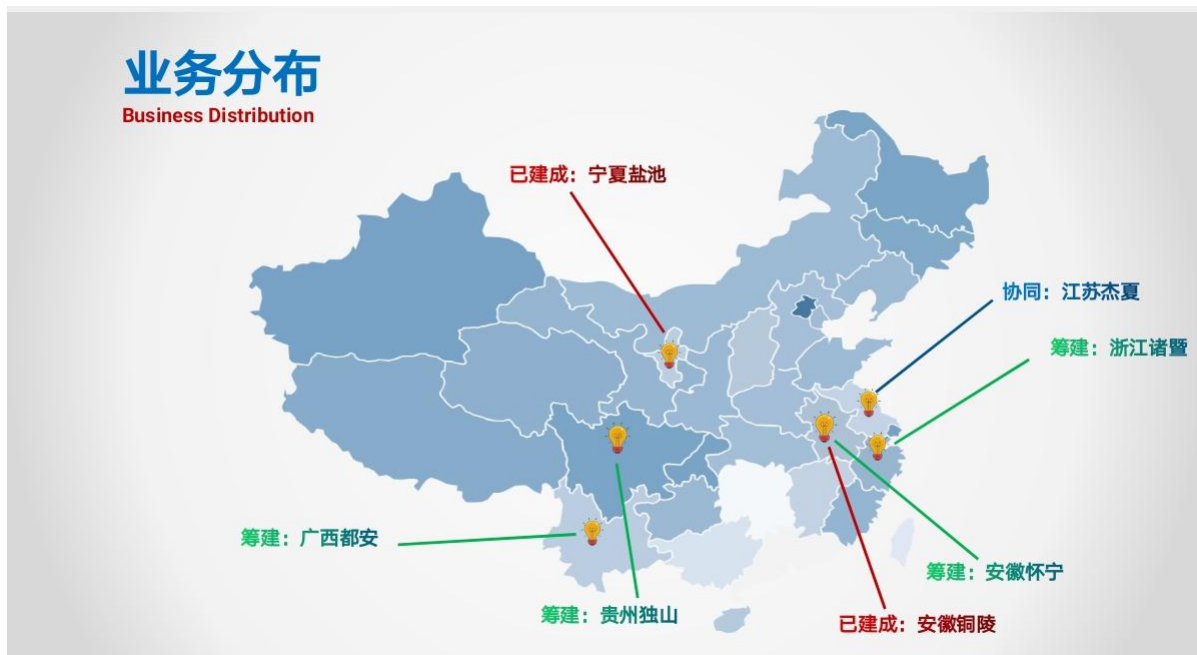 业务分布
Business Distribution
已建成：宁夏盐池
协同：江苏杰夏
筹建：浙江诸暨
筹建：广西都安
筹建：安徽怀宁
筹建：贵州独山
已建成：安徽铜陵